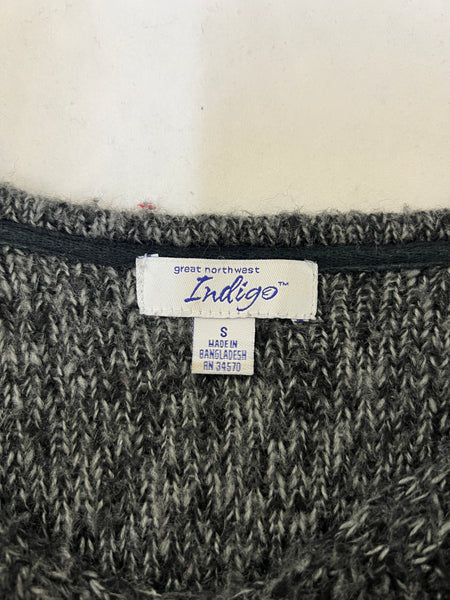 great northwest
Indigo™
S
MADE IN
BANGLADESH
RN 34570